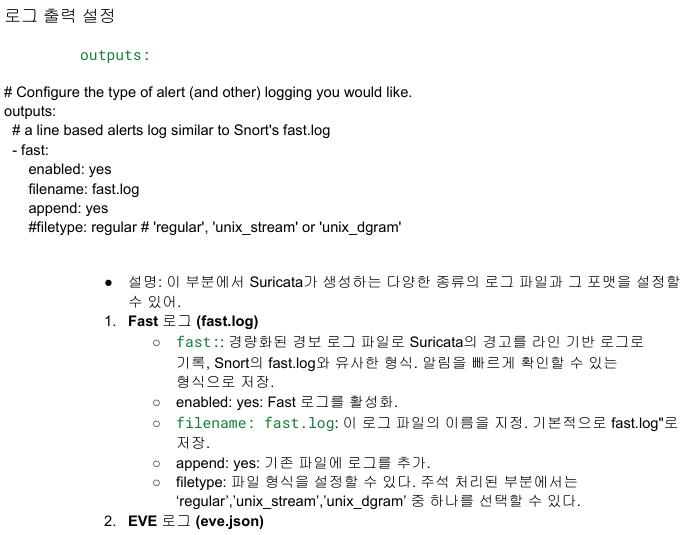 로그 출력 설정
outputs:
# Configure the type of alert (and other) logging you would like.
outputs:
# a line based alerts log similar to Snort's fast.log
- fast:
enabled: yes
filename: fast.log
append: yes
#filetype: regular # 'regular', 'unix_stream' or 'unix_dgram'
● 설명: 이 부분에서 Suricata가 생성하는 다양한 종류의 로그 파일과 그 포맷을 설정할
수 있어.
1. Fast 로그 (fast.log)
○ fast:: 경량화된 경보 로그 파일로 Suricata의 경고를 라인 기반 로그로
기록, Snort의 fast.log와 유사한 형식. 알림을 빠르게 확인할 수 있는
형식으로 저장.
○ enabled: yes: Fast 로그를 활성화.
○ filename: fast.log: 이 로그 파일의 이름을 지정. 기본적으로 fast.log"로
저장.
○ append: yes: 기존 파일에 로그를 추가.
○ filetype: 파일 형식을 설정할 수 있다. 주석 처리된 부분에서는
‘regular’,’unix_stream’,’unix_dgram’ 중 하나를 선택할 수 있다.
2. EVE 로그 (eve.json)